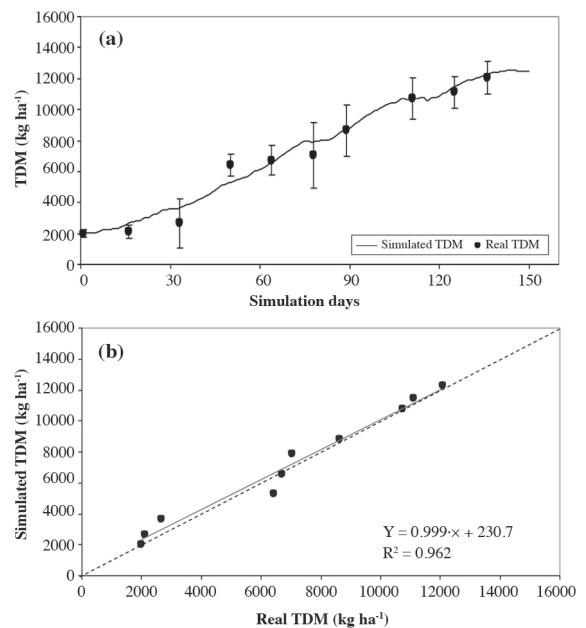 16000
(a)
14000
12000
10000
8000
6000
4000
2000
0
TDM (kg ha⁻¹)
Simulated TDM Real TDM
0 30 60 90 120 150
Simulation days
16000
(b)
14000
12000
10000
8000
6000
4000
2000
0
Simulated TDM (kg ha⁻¹)
Y = 0.999·x + 230.7
R² = 0.962
0 2000 4000 6000 8000 10000 12000 14000 16000
Real TDM (kg ha⁻¹)